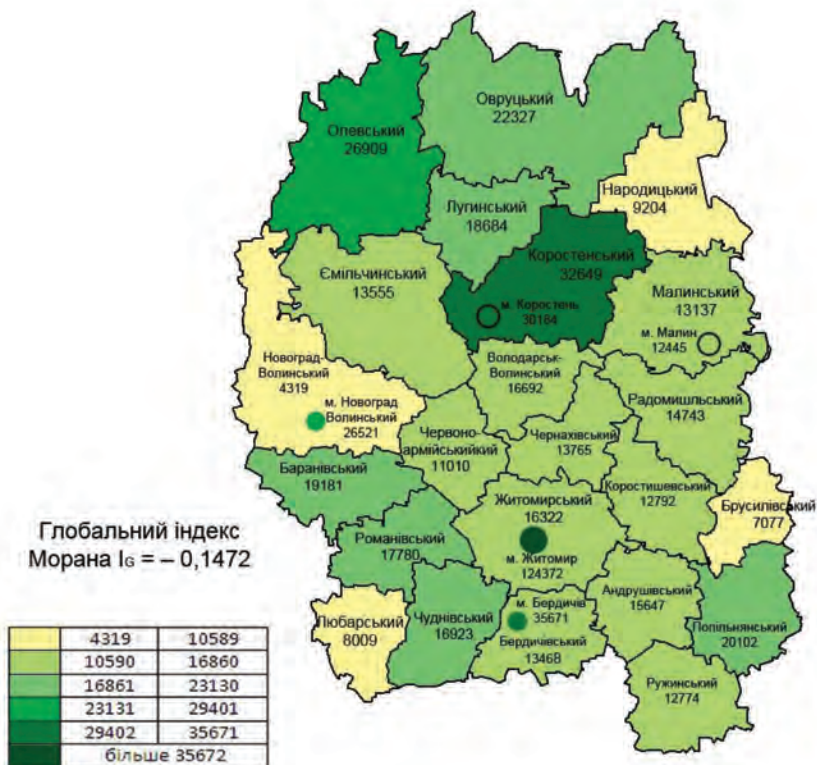 Овруцький
22327
Олевський
26909
Народицький
9204
Лугинський
18684
Коростенський
32649
Ємільчинський
13555
Малинський
13137
м. Коростень
30184
м. Малин
12445
Новоград-
Волинський
4319
Володарськ-
Волинський
16692
Радомишльський
14743
м. Новоград
Волинський
26521
Червоно-
армійськийкий
11010
Чернахівський
13765
Баранівський
19181
Коростишевський
12792
Брусилівський
7077
Житомирський
16322
м. Житомир
124372
Романівський
17780
Глобальний індекс
Морана IG = – 0,1472
Андрушівський
15647
Любарський
8009
Чуднівський
16923
м. Бердичів
35671
Бердичівський
13468
Попільнянський
20102
Ружинський
12774
4319 10589
10590 16860
16861 23130
23131 29401
29402 35671
більше 35672